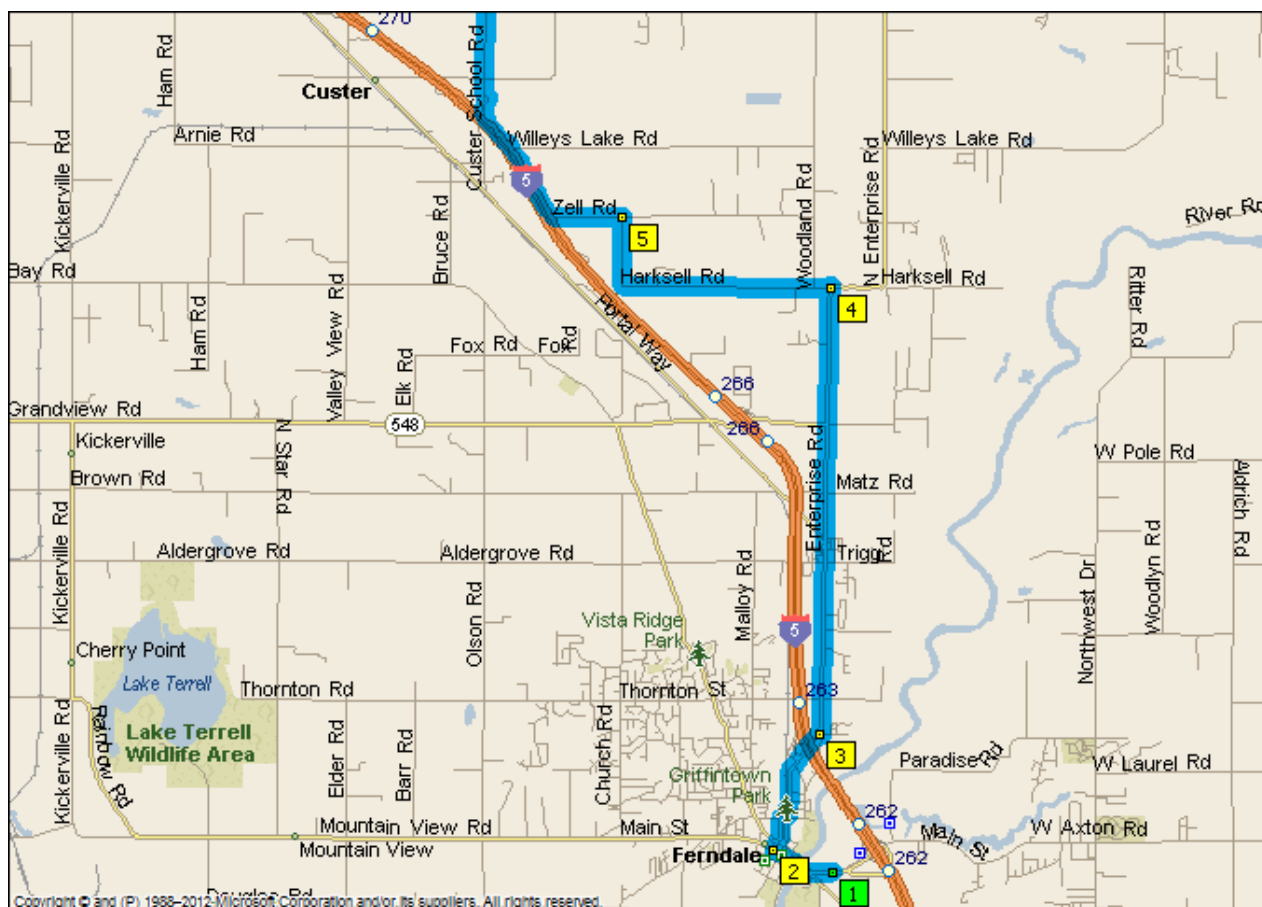 270
Ham Rd
Custer School Rd
Custer
Kickerville Rd
Arnie Rd
Willeys Lake Rd
Willeys Lake Rd
5
Woodland Rd
N Enterprise Rd
Zell Rd
River Rd
5
Bruce Rd
Bay Rd
Harksell Rd
Harksell Rd
4
Ritter Rd
Ham Rd
Valley View Rd
Portal Way
Fox Rd
Fox
Rd
Elk Rd
266
Grandview Rd
548
266
Kickerville
N Star Rd
Enterprise Rd
W Pole Rd
Brown Rd
Matz Rd
Aldrich Rd
Kickerville Rd
Aldergrove Rd
Aldergrove Rd
Trigg
Rd
Malloy Rd
Northwest Dr
Woodlyn Rd
Olson Rd
Vista Ridge
Park
5
Cherry Point
Lake Terrell
Thornton Rd
Thornton St
263
Kickerville Rd
Rainbow Rd
Lake Terrell
Wildlife Area
Elder Rd
Barr Rd
Church Rd
3
Paradise Rd
W Laurel Rd
Griffintown
Park
262
Mountain View Rd
Main St
Main St
W Axton Rd
Mountain View
Ferndale
2
262
1
Douglas Rd
Copyright © and (P) 1988–2012 Microsoft Corporation and/or its suppliers. All rights reserved.